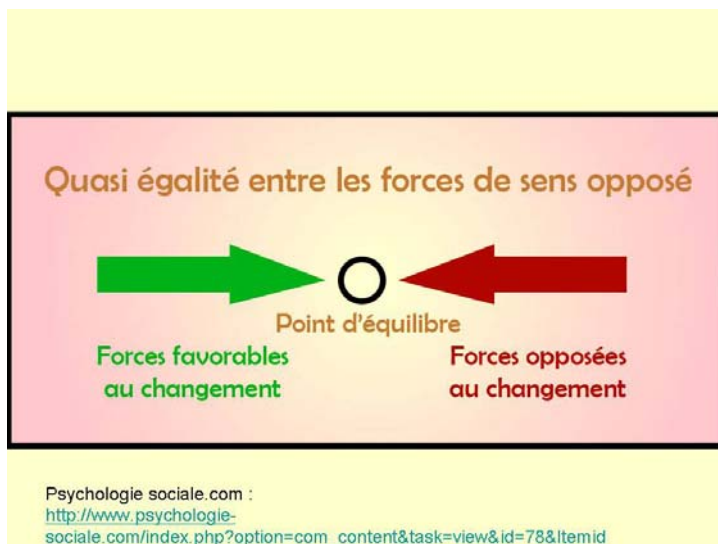 Quasi égalité entre les forces de sens opposé
Point d'équilibre
Forces favorables
au changement
Forces opposées
au changement
Psychologie sociale.com :
http://www.psychologie-
sociale.com/index.php?option=com_content&task=view&id=78&Itemid